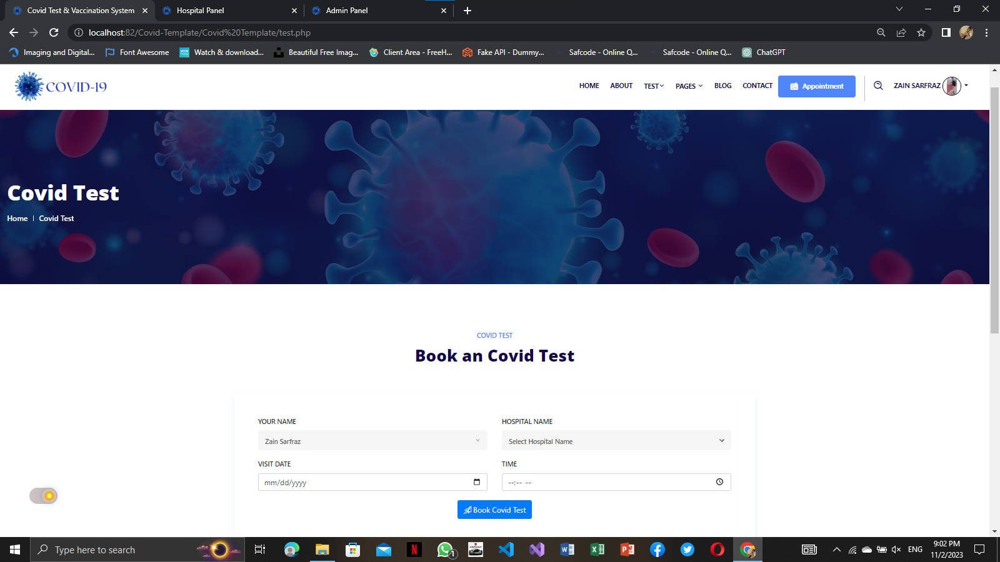 Covid Test & Vaccination System
Hospital Panel
Admin Panel
localhost:82/Covid-Template/Covid%20Template/test.php
Imaging and Digital...
Font Awesome
Watch & download...
Beautiful Free Imag...
Client Area - FreeH...
Fake API - Dummy...
Safcode - Online Q...
Safcode - Online Q...
ChatGPT
COVID-19
HOME
ABOUT
TEST
PAGES
BLOG
CONTACT
Appointment
ZAIN SARFRAZ
Covid Test
Home | Covid Test
COVID TEST
Book an Covid Test
YOUR NAME
HOSPITAL NAME
Zain Sarfraz
Select Hospital Name
VISIT DATE
TIME
mm/dd/yyyy
--:-- --
Book Covid Test
Type here to search
1
ENG
9:02 PM
11/2/2023